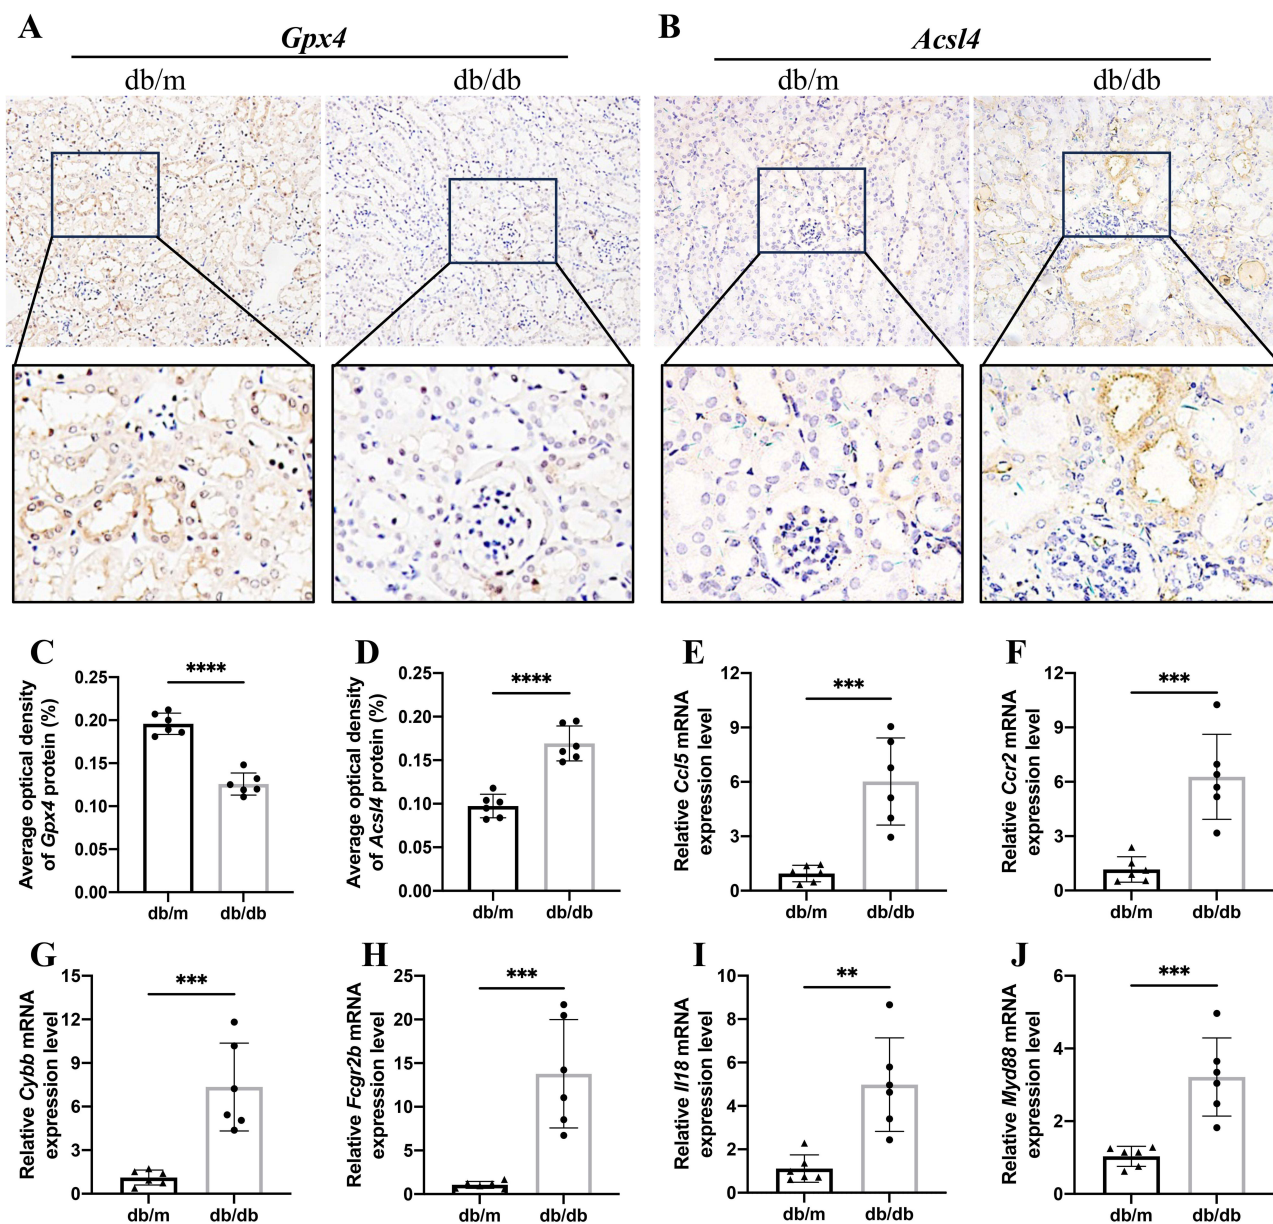 A
Gpx4
db/m
db/db
B
Acsl4
db/m
db/db
C
Average optical density
of Gpx4 protein (%)
0.25
0.20
0.15
0.10
0.05
0.00
****
db/m
db/db
D
Average optical density
of Acsl4 protein (%)
0.25
0.20
0.15
0.10
0.05
0.00
****
db/m
db/db
E
Relative Ccl5 mRNA
expression level
12
9
6
3
0
***
db/m
db/db
F
Relative Ccr2 mRNA
expression level
12
9
6
3
0
***
db/m
db/db
G
Relative Cybb mRNA
expression level
15
12
9
6
3
0
***
db/m
db/db
H
Relative Fcgr2b mRNA
expression level
25
20
15
10
5
0
***
db/m
db/db
I
Relative Il18 mRNA
expression level
10
8
6
4
2
0
**
db/m
db/db
J
Relative Myd88 mRNA
expression level
6
4
2
0
***
db/m
db/db